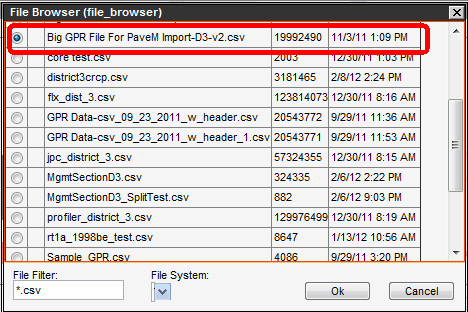 File Browser (file_browser)
Big GPR File For PaveM Import-D3-v2.csv 19992490 11/3/11 1:09 PM
core test.csv 2003 12/30/11 1:03 PM
district3crcp.csv 3181465 2/8/12 2:24 PM
flx_dist_3.csv 123814073 12/30/11 8:16 AM
GPR Data-csv_09_23_2011_w_header.csv 20543772 9/29/11 11:36 AM
GPR Data-csv_09_23_2011_w_header_1.csv 20543771 9/29/11 11:53 AM
jpc_district_3.csv 57324355 12/30/11 8:15 AM
MgmtSectionD3.csv 324335 2/6/12 2:22 PM
MgmtSectionD3_SplitTest.csv 882 2/6/12 9:03 PM
profiler_district_3.csv 129976499 12/30/11 8:19 AM
rt1a_1998be_test.csv 8647 1/13/12 10:56 AM
Sample_GPR.csv 4086 9/29/11 3:20 PM
File Filter: File System:
*.csv Ok Cancel